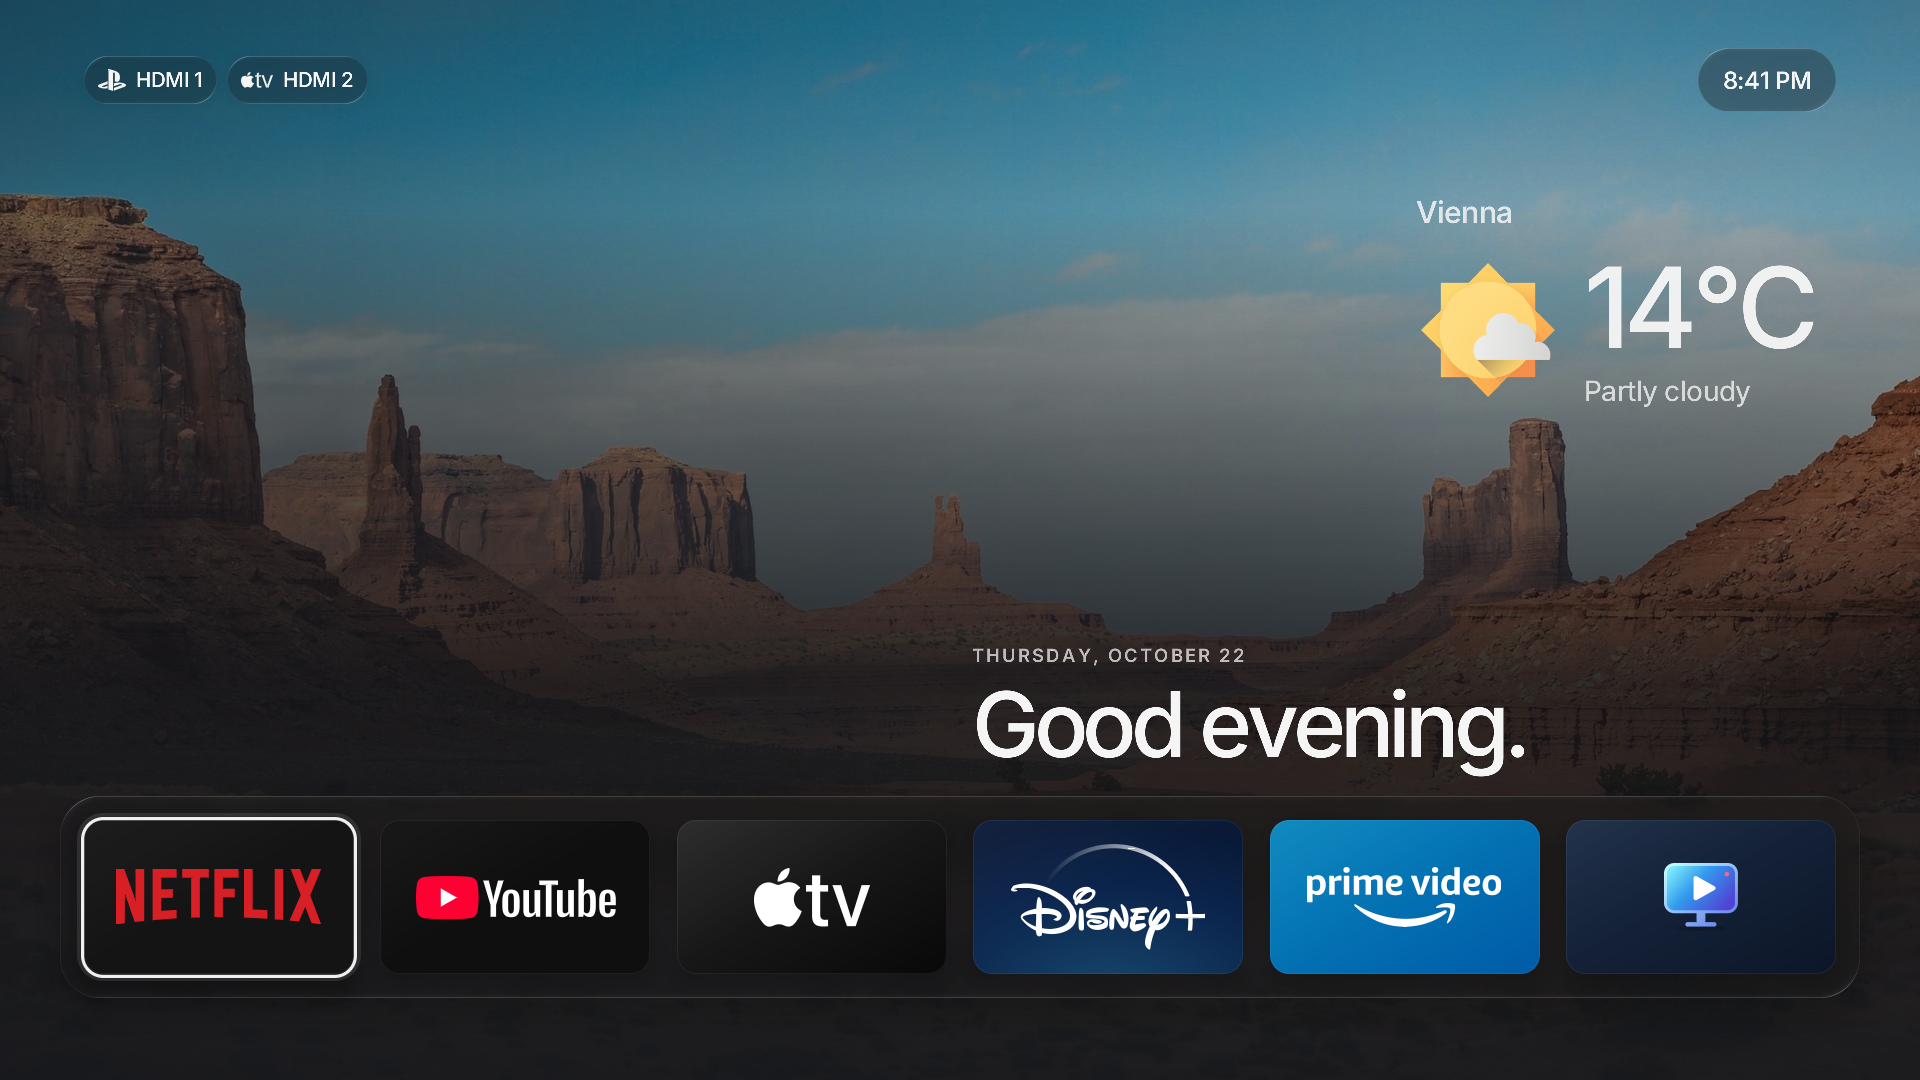 HDMI 1
tv HDMI 2
8:41 PM
Vienna
14°C
Partly cloudy
THURSDAY, OCTOBER 22
Good evening.
NETFLIX
YouTube
tv
Disney+
prime video